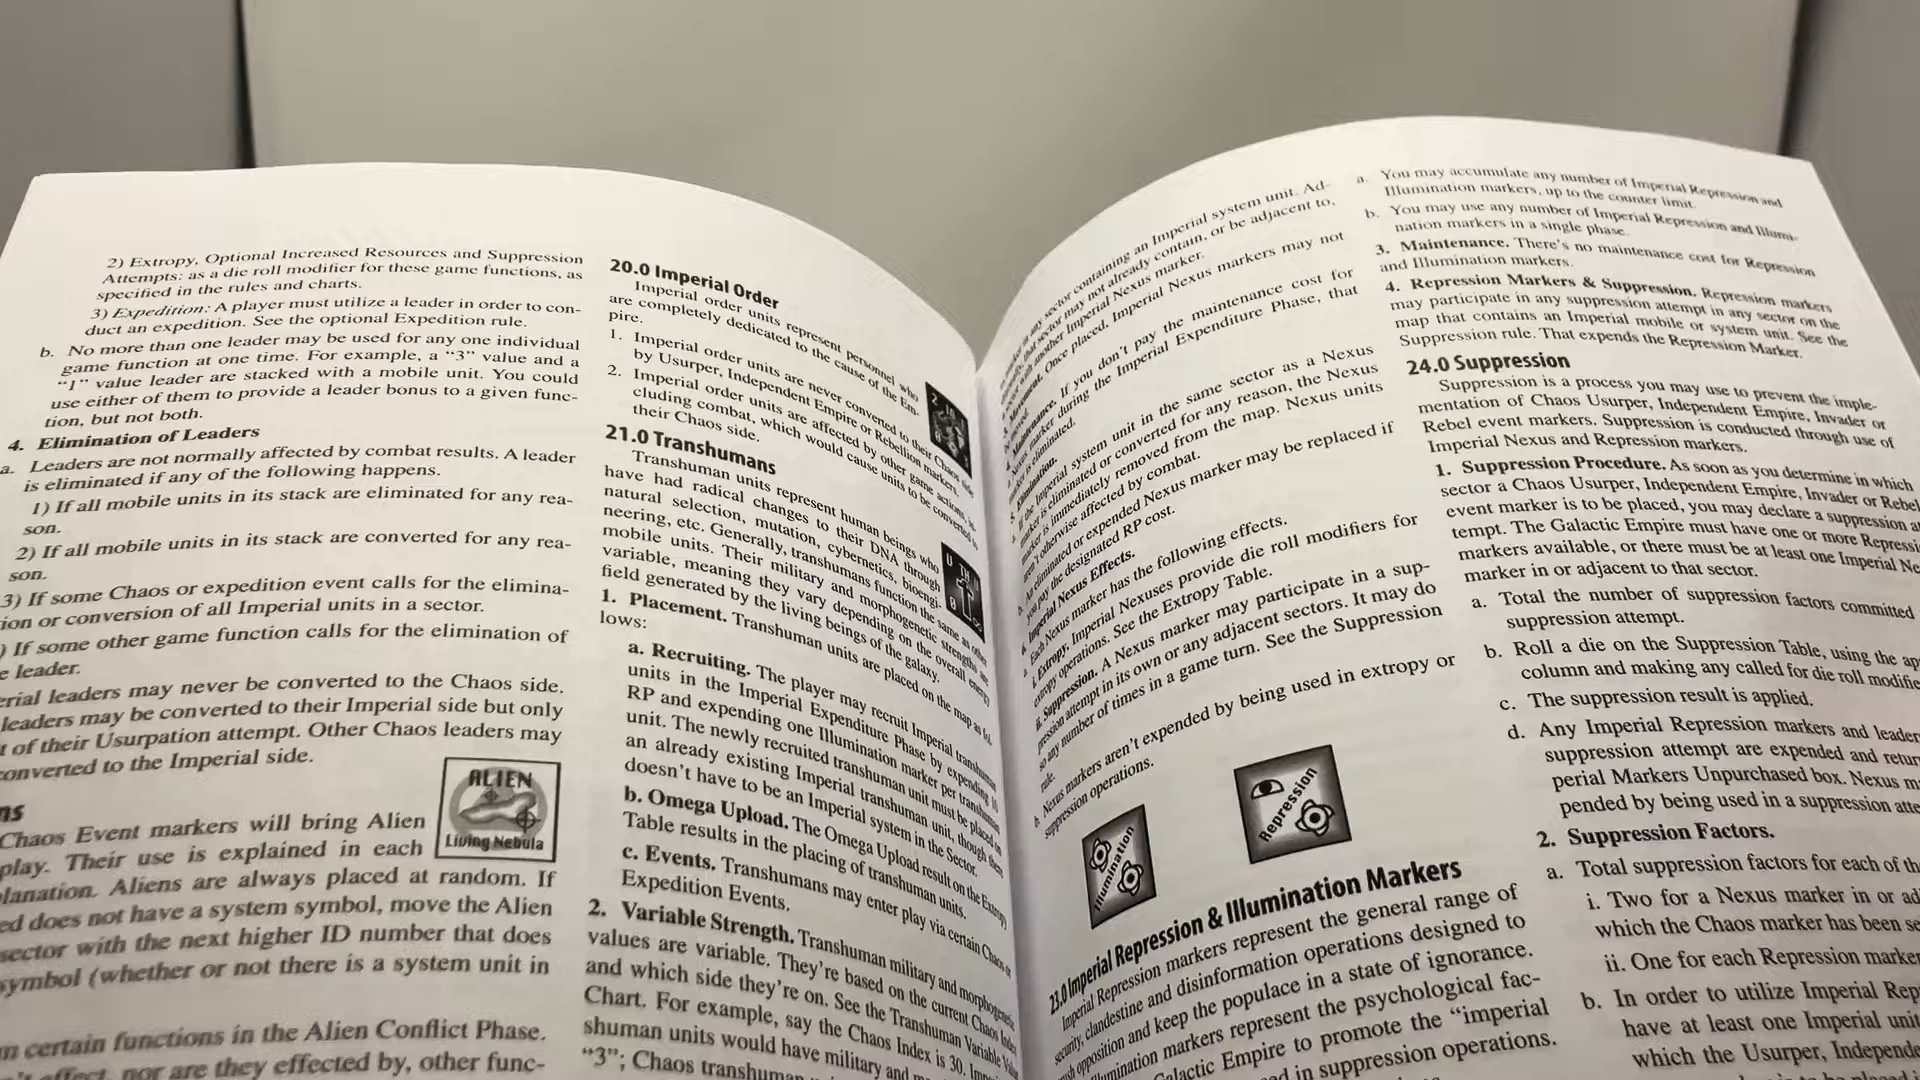 2) Extropy, Optional Increased Resources and Suppression
Attempts: as a die roll modifier for these game functions, as
specified in the rules and charts.
3) Expedition: A player must utilize a leader in order to con-
duct an expedition. See the optional Expedition rule.
b. No more than one leader may be used for any one individual
game function at one time. For example, a “3” value and a
“1” value leader are stacked with a mobile unit. You could
use either of them to provide a leader bonus to a given func-
tion, but not both.
4. Elimination of Leaders
a. Leaders are not normally affected by combat results. A leader
is eliminated if any of the following happens.
1) If all mobile units in its stack are eliminated for any rea-
son.
2) If all mobile units in its stack are converted for any rea-
son.
3) If some Chaos or expedition event calls for the elimina-
ion or conversion of all Imperial units in a sector.
) If some other game function calls for the elimination of
e leader.
erial leaders may never be converted to the Chaos side.
leaders may be converted to their Imperial side but only
t of their Usurpation attempt. Other Chaos leaders may
converted to the Imperial side.
ns
ALIEN
Living Nebula
Chaos Event markers will bring Alien
play. Their use is explained in each
lanation. Aliens are always placed at random. If
ed does not have a system symbol, move the Alien
sector with the next higher ID number that does
symbol (whether or not there is a system unit in
n certain functions in the Alien Conflict Phase.
't affect, nor are they effected by, other func-
20.0 Imperial Order
Imperial order units represent personnel who
are completely dedicated to the cause of the Em-
pire.
1. Imperial order units are never converted to their Chaos side
by Usurper, Independent Empire or Rebellion markers.
2. Imperial order units are affected by other game actions, in-
cluding combat, which would cause units to be converted to
their Chaos side.
21.0 Transhumans
Transhuman units represent human beings who
have had radical changes to their DNA through
natural selection, mutation, cybernetics, bioengi-
neering, etc. Generally, transhumans function the same as other
mobile units. Their military and morphogenetic strengths are
variable, meaning they vary depending on the overall energy
field generated by the living beings of the galaxy.
1. Placement. Transhuman units are placed on the map as fol-
lows:
a. Recruiting. The player may recruit Imperial transhuman
units in the Imperial Expenditure Phase by expending 10
RP and expending one Illumination marker per transhuman
unit. The newly recruited transhuman unit must be placed on
an already existing Imperial transhuman unit, though there
doesn't have to be an Imperial system in the Sector.
b. Omega Upload. The Omega Upload result on the Extropy
Table results in the placing of transhuman units.
c. Events. Transhumans may enter play via certain Chaos or
Expedition Events.
2. Variable Strength. Transhuman military and morphogenetic
values are variable. They're based on the current Chaos Index
and which side they're on. See the Transhuman Variable Value
Chart. For example, say the Chaos Index is 30.
shuman units would have military and
“3”; Chaos transhuman
in any sector containing an Imperial system unit. Ad-
that sector may not already contain, or be adjacent to,
with another Imperial Nexus marker.
Movement. Once placed, Imperial Nexus markers may not
Maintenance. If you don't pay the maintenance cost for
Nexus marker during the Imperial Expenditure Phase, that
is eliminated.
Elimination.
If the Imperial system unit in the same sector as a Nexus
marker is eliminated or converted for any reason, the Nexus
marker is immediately removed from the map. Nexus units
aren't otherwise affected by combat.
b. An eliminated or expended Nexus marker may be replaced if
you pay the designated RP cost.
Imperial Nexus Effects.
Each Nexus marker has the following effects.
i. Extropy. Imperial Nexuses provide die roll modifiers for
extropy operations. See the Extropy Table.
ii. Suppression. A Nexus marker may participate in a sup-
pression attempt in its own or any adjacent sectors. It may do
so any number of times in a game turn. See the Suppression
rule.
b. Nexus markers aren't expended by being used in extropy or
suppression operations.
Illumination
Repression
23.0 Imperial Repression & Illumination Markers
Imperial Repression markers represent the general range of
security, clandestine and disinformation operations designed to
opposition and keep the populace in a state of ignorance.
Illumination markers represent the psychological fac-
Galactic Empire to promote the “imperial
in suppression operations.
a. You may accumulate any number of Imperial Repression and
Illumination markers, up to the counter limit.
b. You may use any number of Imperial Repression and Illumi-
nation markers in a single phase.
3. Maintenance. There's no maintenance cost for Repression
and Illumination markers.
4. Repression Markers & Suppression. Repression markers
may participate in any suppression attempt in any sector on the
map that contains an Imperial mobile or system unit. See the
Suppression rule. That expends the Repression Marker.
24.0 Suppression
Suppression is a process you may use to prevent the imple-
mentation of Chaos Usurper, Independent Empire, Invader or
Rebel event markers. Suppression is conducted through use of
Imperial Nexus and Repression markers.
1. Suppression Procedure. As soon as you determine in which
sector a Chaos Usurper, Independent Empire, Invader or Rebel
event marker is to be placed, you may declare a suppression at
tempt. The Galactic Empire must have one or more Repressi
markers available, or there must be at least one Imperial Ne
marker in or adjacent to that sector.
a. Total the number of suppression factors committed
suppression attempt.
b. Roll a die on the Suppression Table, using the ap
column and making any called for die roll modifie
c. The suppression result is applied.
d. Any Imperial Repression markers and leader
suppression attempt are expended and retur
perial Markers Unpurchased box. Nexus m
pended by being used in a suppression atte
2. Suppression Factors.
a. Total suppression factors for each of th
i. Two for a Nexus marker in or ad
which the Chaos marker has been se
ii. One for each Repression marker
b. In order to utilize Imperial Rep
have at least one Imperial unit
which the Usurper, Independe